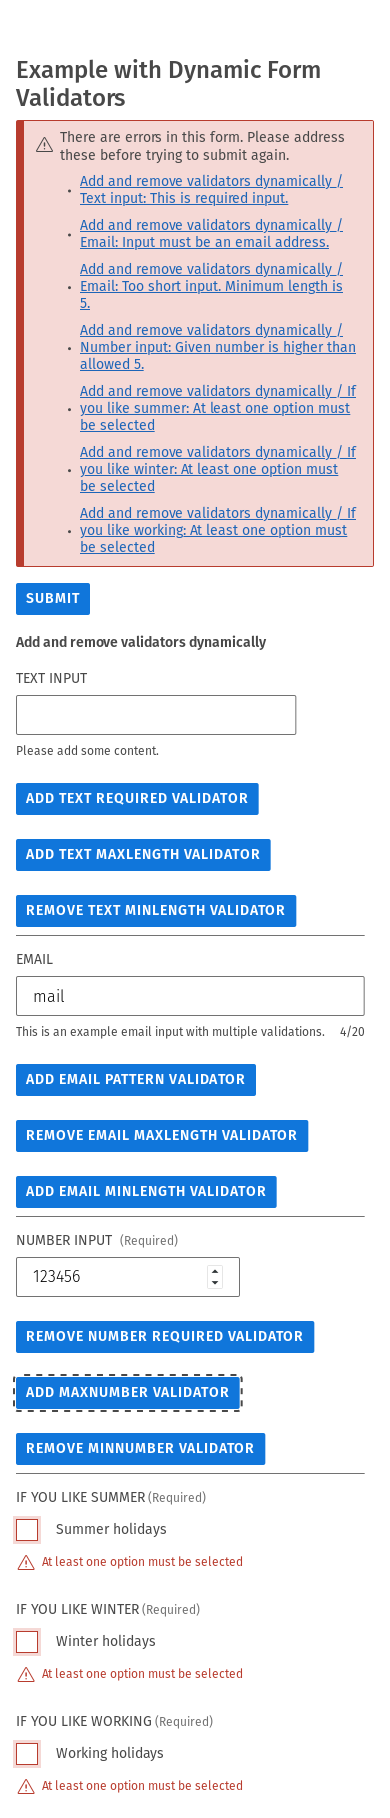 Example with Dynamic Form
Validators
There are errors in this form. Please address
these before trying to submit again.
Add and remove validators dynamically /
Text input: This is required input.
Add and remove validators dynamically /
Email: Input must be an email address.
Add and remove validators dynamically /
Email: Too short input. Minimum length is
5.
Add and remove validators dynamically /
Number input: Given number is higher than
allowed 5.
Add and remove validators dynamically / If
you like summer: At least one option must
be selected
Add and remove validators dynamically / If
you like winter: At least one option must
be selected
Add and remove validators dynamically / If
you like working: At least one option must
be selected
SUBMIT
Add and remove validators dynamically
TEXT INPUT
Please add some content.
ADD TEXT REQUIRED VALIDATOR
ADD TEXT MAXLENGTH VALIDATOR
REMOVE TEXT MINLENGTH VALIDATOR
EMAIL
mail
This is an example email input with multiple validations. 4/20
ADD EMAIL PATTERN VALIDATOR
REMOVE EMAIL MAXLENGTH VALIDATOR
ADD EMAIL MINLENGTH VALIDATOR
NUMBER INPUT (Required)
123456
REMOVE NUMBER REQUIRED VALIDATOR
ADD MAXNUMBER VALIDATOR
REMOVE MINNUMBER VALIDATOR
IF YOU LIKE SUMMER (Required)
Summer holidays
At least one option must be selected
IF YOU LIKE WINTER (Required)
Winter holidays
At least one option must be selected
IF YOU LIKE WORKING (Required)
Working holidays
At least one option must be selected